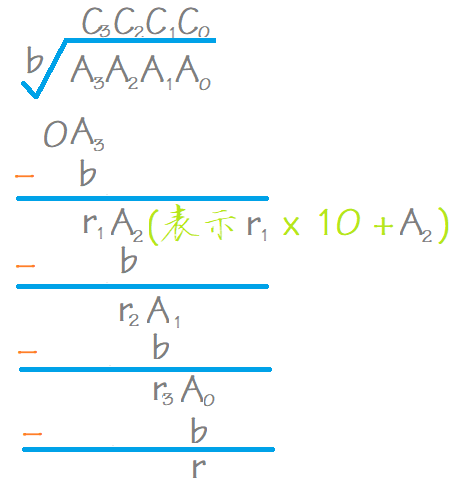 C₃C₂C₁C₀
b A₃A₂A₁A₀
0A₃
- b
r₁A₂(表示r₁ x 10 + A₂)
- b
r₂A₁
- b
r₃A₀
- b
r